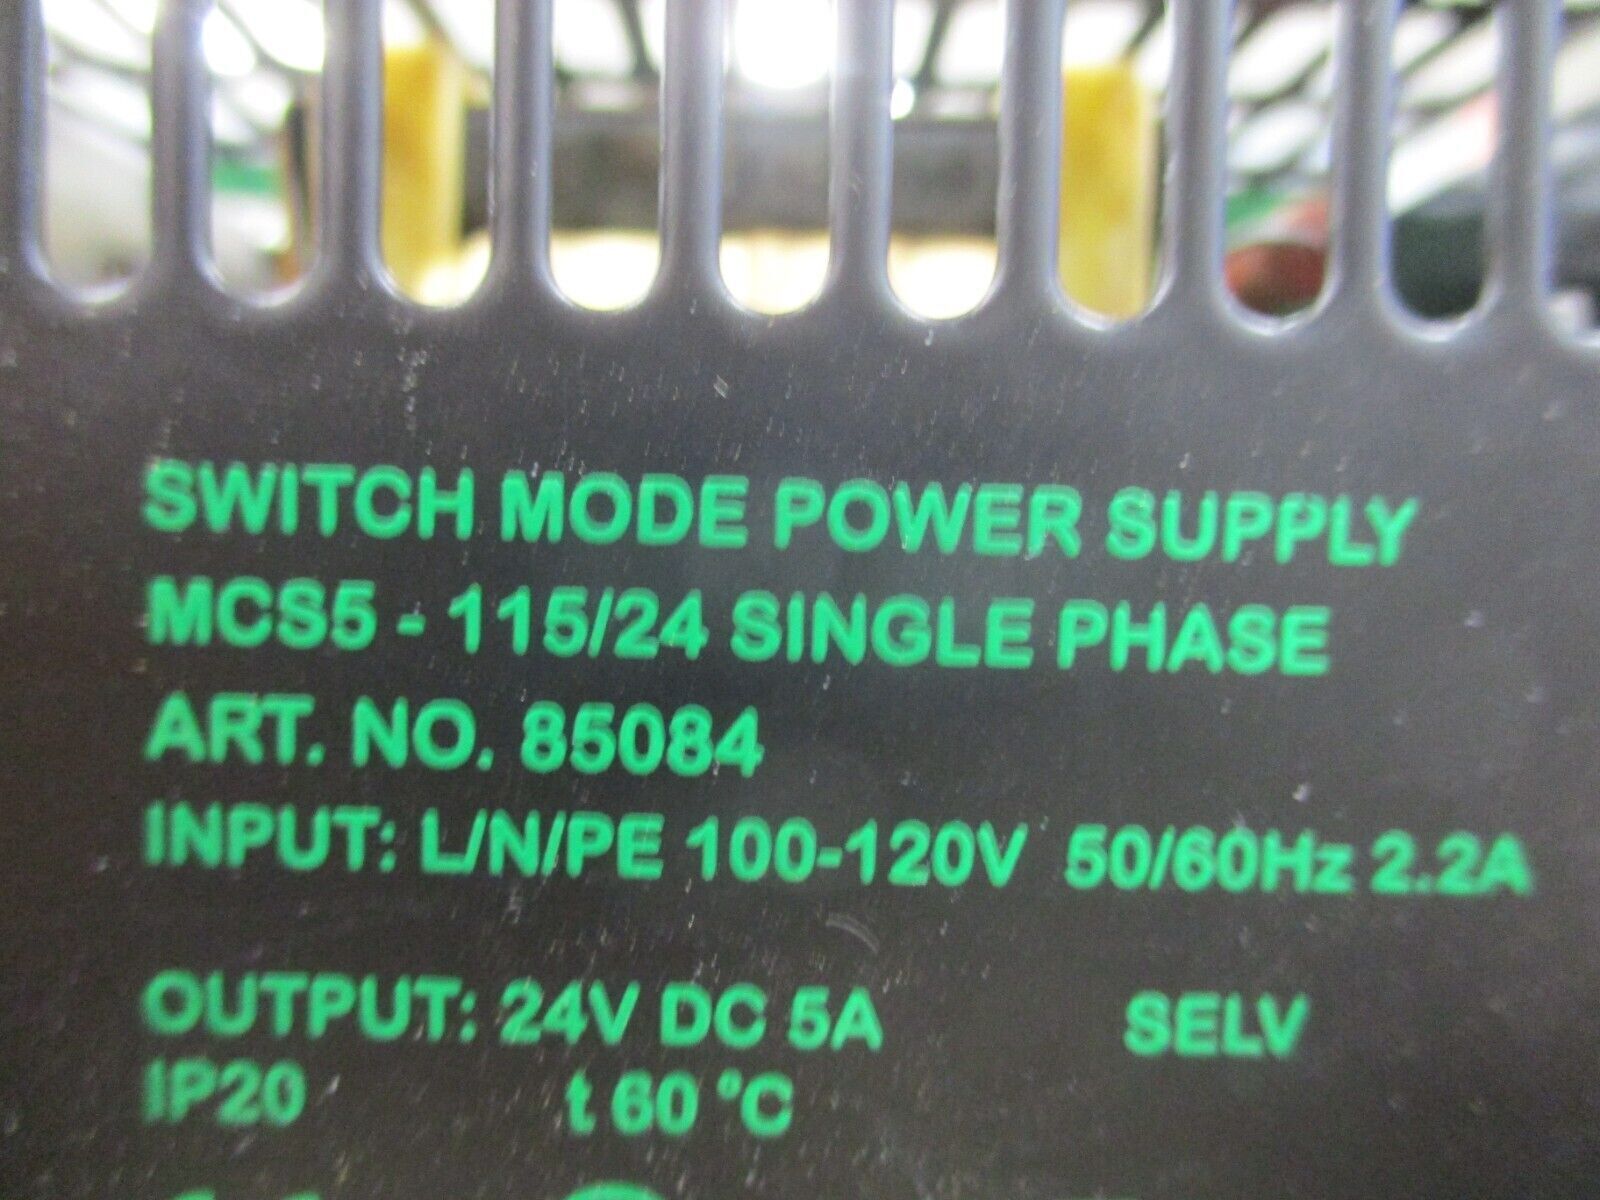 SWITCH MODE POWER SUPPLY
MCS5 - 115/24 SINGLE PHASE
ART. NO. 85084
INPUT: L/N/PE 100-120V 50/60Hz 2.2A
OUTPUT: 24V DC 5A SELV
IP20 t 60 °C